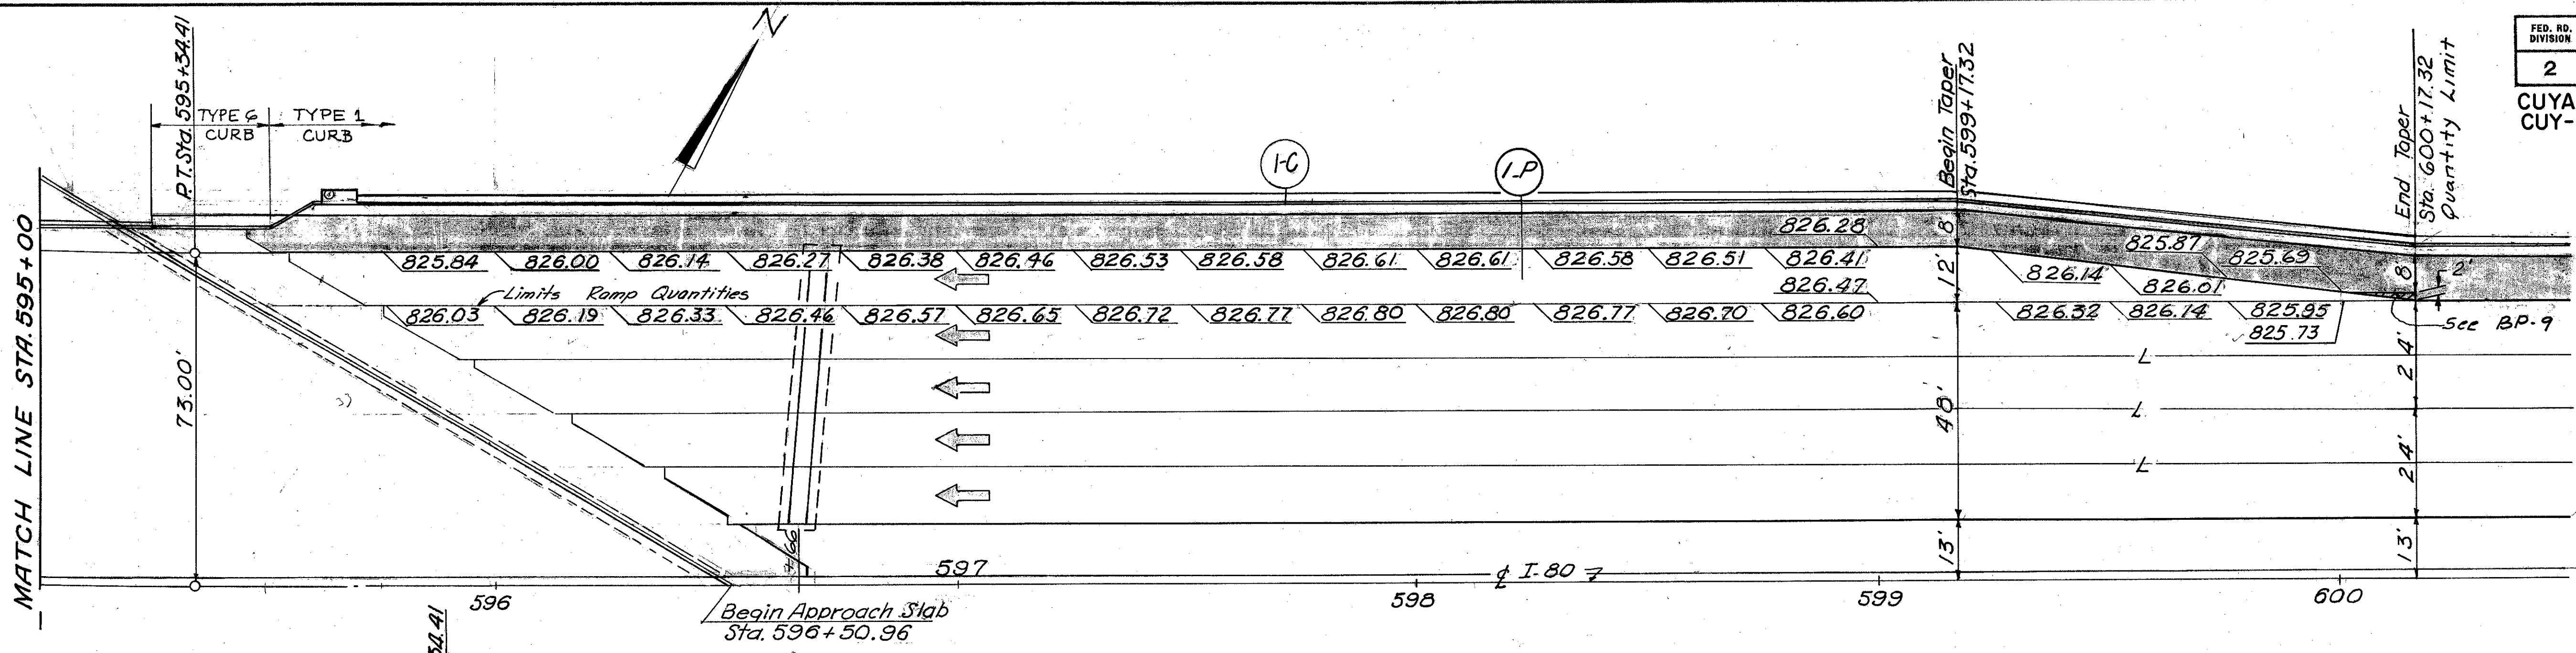 FED. RD.
DIVISION
2
CUYA
CUY-
N
P.T. Sta. 595+34.41
TYPE 6
CURB
TYPE 1
CURB
1-C
1-P
Begin Taper
Sta. 599+17.32
End Taper
Sta. 600+17.32
Quantity Limit
MATCH LINE STA. 595+00
826.28
8'
825.87
825.69
8'
2'
825.84
826.00
826.14
826.27
826.38
826.46
826.53
826.58
826.61
826.61
826.58
826.51
826.41
826.14
826.01
12'
Limits Ramp Quantities
826.47
826.03
826.19
826.33
826.46
826.57
826.65
826.72
826.77
826.80
826.80
826.77
826.70
826.60
826.32
826.14
825.95
825.73
See BP-9
73.00'
48'
24'
24'
L
L
L
13'
13'
596
597
598
599
600
℄ I-80
Begin Approach Slab
Sta. 596+50.96